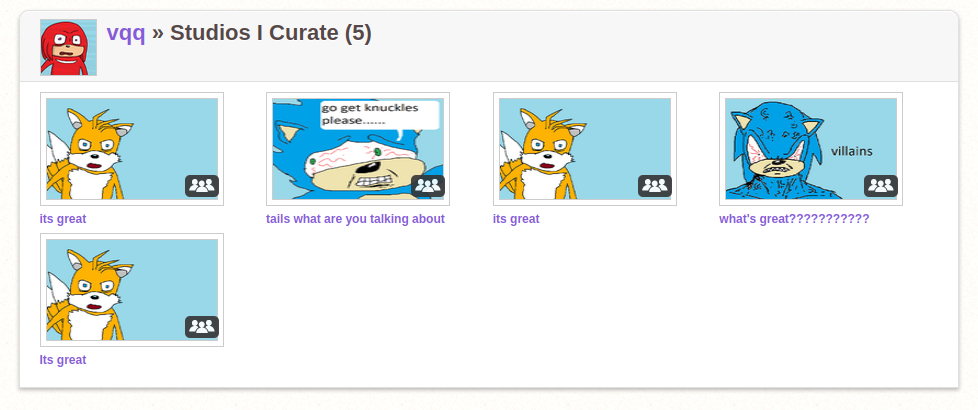 vqq » Studios I Curate (5)
go get knuckles
please......
villains
its great
tails what are you talking about
its great
what's great???????????
Its great